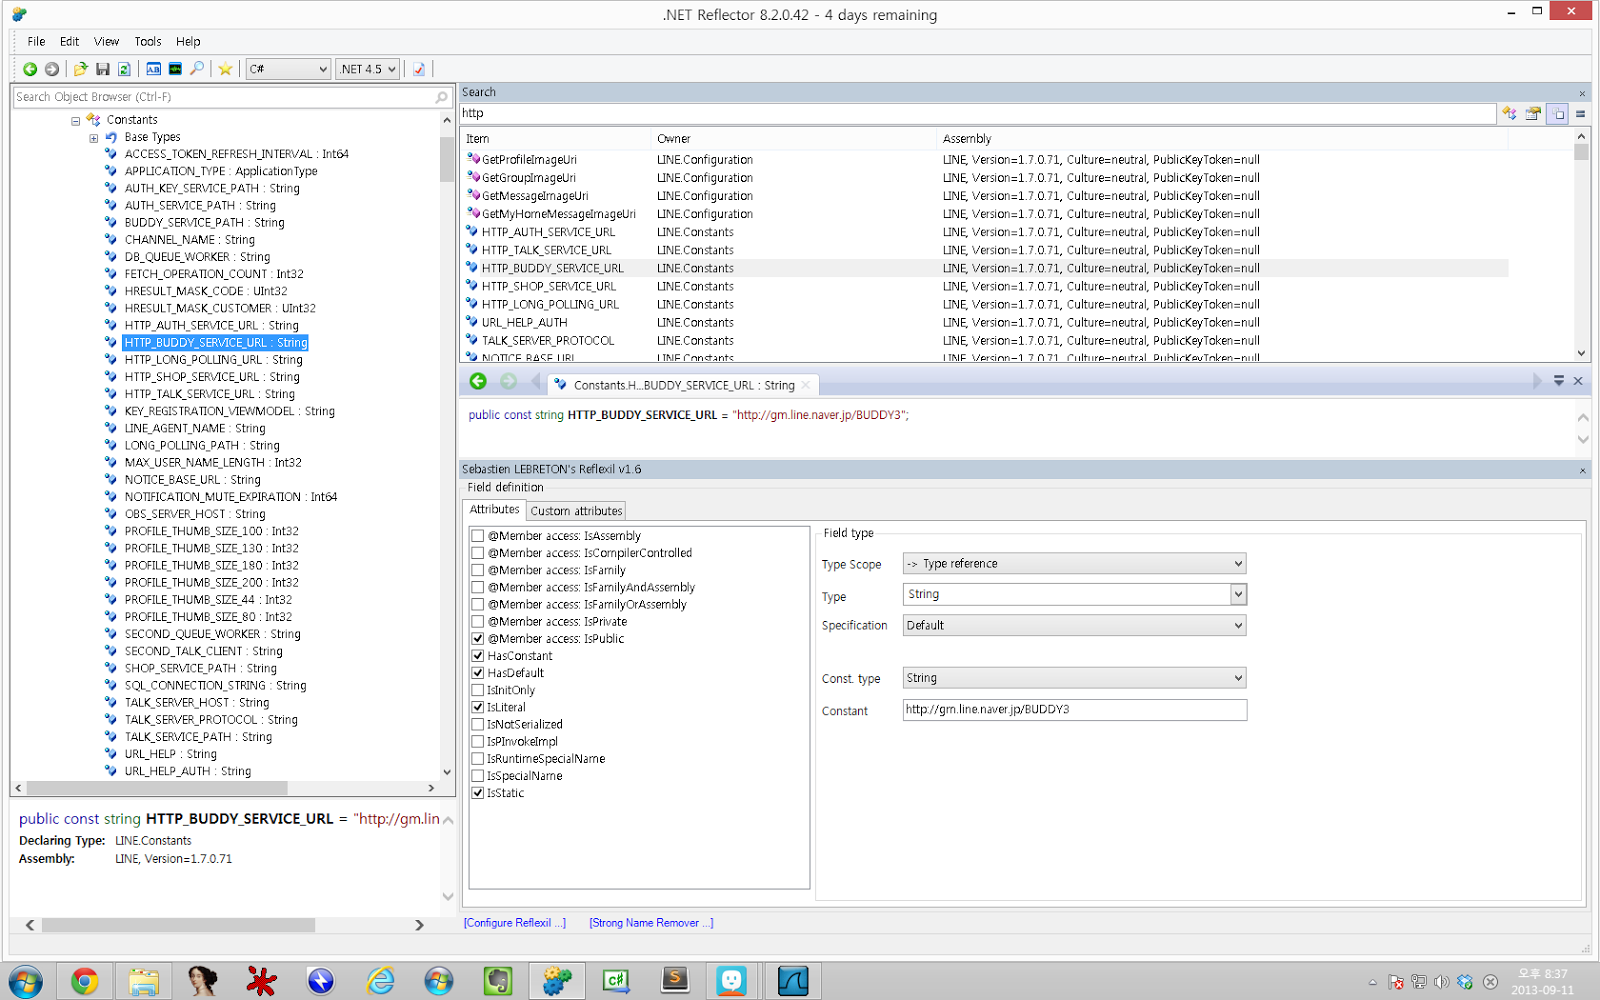 .NET Reflector 8.2.0.42 - 4 days remaining
File Edit View Tools Help
C# .NET 4.5
Search Object Browser (Ctrl-F)
Constants
Base Types
ACCESS_TOKEN_REFRESH_INTERVAL : Int64
APPLICATION_TYPE : ApplicationType
AUTH_KEY_SERVICE_PATH : String
AUTH_SERVICE_PATH : String
BUDDY_SERVICE_PATH : String
CHANNEL_NAME : String
DB_QUEUE_WORKER : String
FETCH_OPERATION_COUNT : Int32
HRESULT_MASK_CODE : UInt32
HRESULT_MASK_CUSTOMER : UInt32
HTTP_AUTH_SERVICE_URL : String
HTTP_BUDDY_SERVICE_URL : String
HTTP_LONG_POLLING_URL : String
HTTP_SHOP_SERVICE_URL : String
HTTP_TALK_SERVICE_URL : String
KEY_REGISTRATION_VIEWMODEL : String
LINE_AGENT_NAME : String
LONG_POLLING_PATH : String
MAX_USER_NAME_LENGTH : Int32
NOTICE_BASE_URL : String
NOTIFICATION_MUTE_EXPIRATION : Int64
OBS_SERVER_HOST : String
PROFILE_THUMB_SIZE_100 : Int32
PROFILE_THUMB_SIZE_130 : Int32
PROFILE_THUMB_SIZE_180 : Int32
PROFILE_THUMB_SIZE_200 : Int32
PROFILE_THUMB_SIZE_44 : Int32
PROFILE_THUMB_SIZE_80 : Int32
SECOND_QUEUE_WORKER : String
SECOND_TALK_CLIENT : String
SHOP_SERVICE_PATH : String
SQL_CONNECTION_STRING : String
TALK_SERVER_HOST : String
TALK_SERVER_PROTOCOL : String
TALK_SERVICE_PATH : String
URL_HELP : String
URL_HELP_AUTH : String
public const string HTTP_BUDDY_SERVICE_URL = "http://gm.lin
Declaring Type: LINE.Constants
Assembly: LINE, Version=1.7.0.71
Search
http
Item Owner Assembly
GetProfileImageUri LINE.Configuration LINE, Version=1.7.0.71, Culture=neutral, PublicKeyToken=null
GetGroupImageUri LINE.Configuration LINE, Version=1.7.0.71, Culture=neutral, PublicKeyToken=null
GetMessageImageUri LINE.Configuration LINE, Version=1.7.0.71, Culture=neutral, PublicKeyToken=null
GetMyHomeMessageImageUri LINE.Configuration LINE, Version=1.7.0.71, Culture=neutral, PublicKeyToken=null
HTTP_AUTH_SERVICE_URL LINE.Constants LINE, Version=1.7.0.71, Culture=neutral, PublicKeyToken=null
HTTP_TALK_SERVICE_URL LINE.Constants LINE, Version=1.7.0.71, Culture=neutral, PublicKeyToken=null
HTTP_BUDDY_SERVICE_URL LINE.Constants LINE, Version=1.7.0.71, Culture=neutral, PublicKeyToken=null
HTTP_SHOP_SERVICE_URL LINE.Constants LINE, Version=1.7.0.71, Culture=neutral, PublicKeyToken=null
HTTP_LONG_POLLING_URL LINE.Constants LINE, Version=1.7.0.71, Culture=neutral, PublicKeyToken=null
URL_HELP_AUTH LINE.Constants LINE, Version=1.7.0.71, Culture=neutral, PublicKeyToken=null
TALK_SERVER_PROTOCOL LINE.Constants LINE, Version=1.7.0.71, Culture=neutral, PublicKeyToken=null
NOTICE_BASE_URL LINE.Constants LINE, Version=1.7.0.71, Culture=neutral, PublicKeyToken=null
Constants.H...BUDDY_SERVICE_URL : String
public const string HTTP_BUDDY_SERVICE_URL = "http://gm.line.naver.jp/BUDDY3";
Sebastien LEBRETON's Reflexil v1.6
Field definition
Attributes Custom attributes
@Member access: IsAssembly
@Member access: IsCompilerControlled
@Member access: IsFamily
@Member access: IsFamilyAndAssembly
@Member access: IsFamilyOrAssembly
@Member access: IsPrivate
@Member access: IsPublic
HasConstant
HasDefault
IsInitOnly
IsLiteral
IsNotSerialized
IsPInvokeImpl
IsRuntimeSpecialName
IsSpecialName
IsStatic
Field type
Type Scope -> Type reference
Type String
Specification Default
Const. type String
Constant http://gm.line.naver.jp/BUDDY3
[Configure Reflexil ...] [Strong Name Remover ...]
오후 8:37
2013-09-11